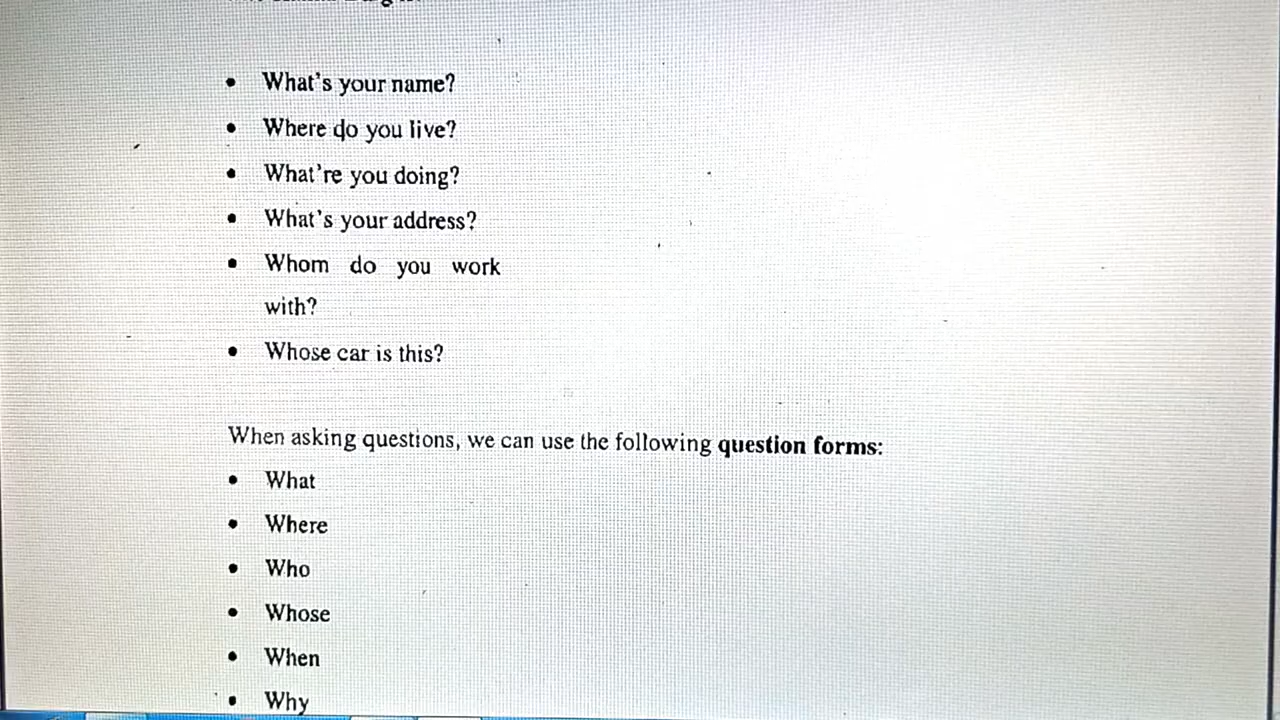 • What's your name?
• Where do you live?
• What're you doing?
• What's your address?
• Whom do you work
with?
• Whose car is this?
When asking questions, we can use the following question forms:
• What
• Where
• Who
• Whose
• When
• Why